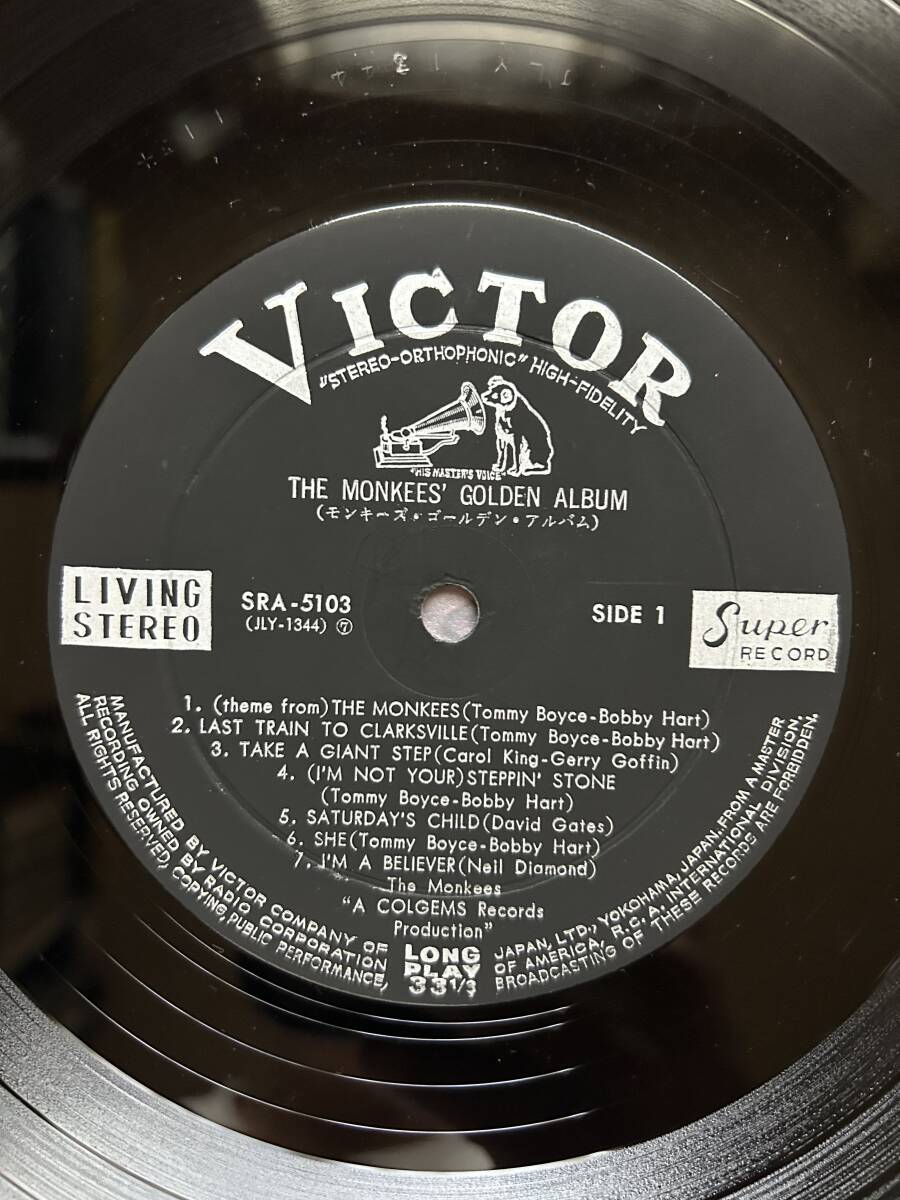 JLY 1344
VICTOR
"STEREO-ORTHOPHONIC" HIGH-FIDELITY
"HIS MASTER'S VOICE"
THE MONKEES' GOLDEN ALBUM
(モンキーズ・ゴールデン・アルバム)
LIVING
STEREO
SRA-5103
(JLY-1344) ⑦
SIDE 1
Super
RECORD
1. (theme from) THE MONKEES (Tommy Boyce-Bobby Hart)
2. LAST TRAIN TO CLARKSVILLE (Tommy Boyce-Bobby Hart)
3. TAKE A GIANT STEP (Carol King-Gerry Goffin)
4. (I'M NOT YOUR) STEPPIN' STONE
(Tommy Boyce-Bobby Hart)
5. SATURDAY'S CHILD (David Gates)
6. SHE (Tommy Boyce-Bobby Hart)
7. I'M A BELIEVER (Neil Diamond)
The Monkees
"A COLGEMS Records
Production"
LONG
PLAY
33 1/3
MANUFACTURED BY VICTOR COMPANY OF JAPAN, LTD., YOKOHAMA, JAPAN. FROM A MASTER
RECORDING OWNED BY RADIO CORPORATION OF AMERICA, R.C.A. INTERNATIONAL DIVISION.
ALL RIGHTS RESERVED, COPYING, PUBLIC PERFORMANCE, BROADCASTING OF THESE RECORDS ARE FORBIDDEN.